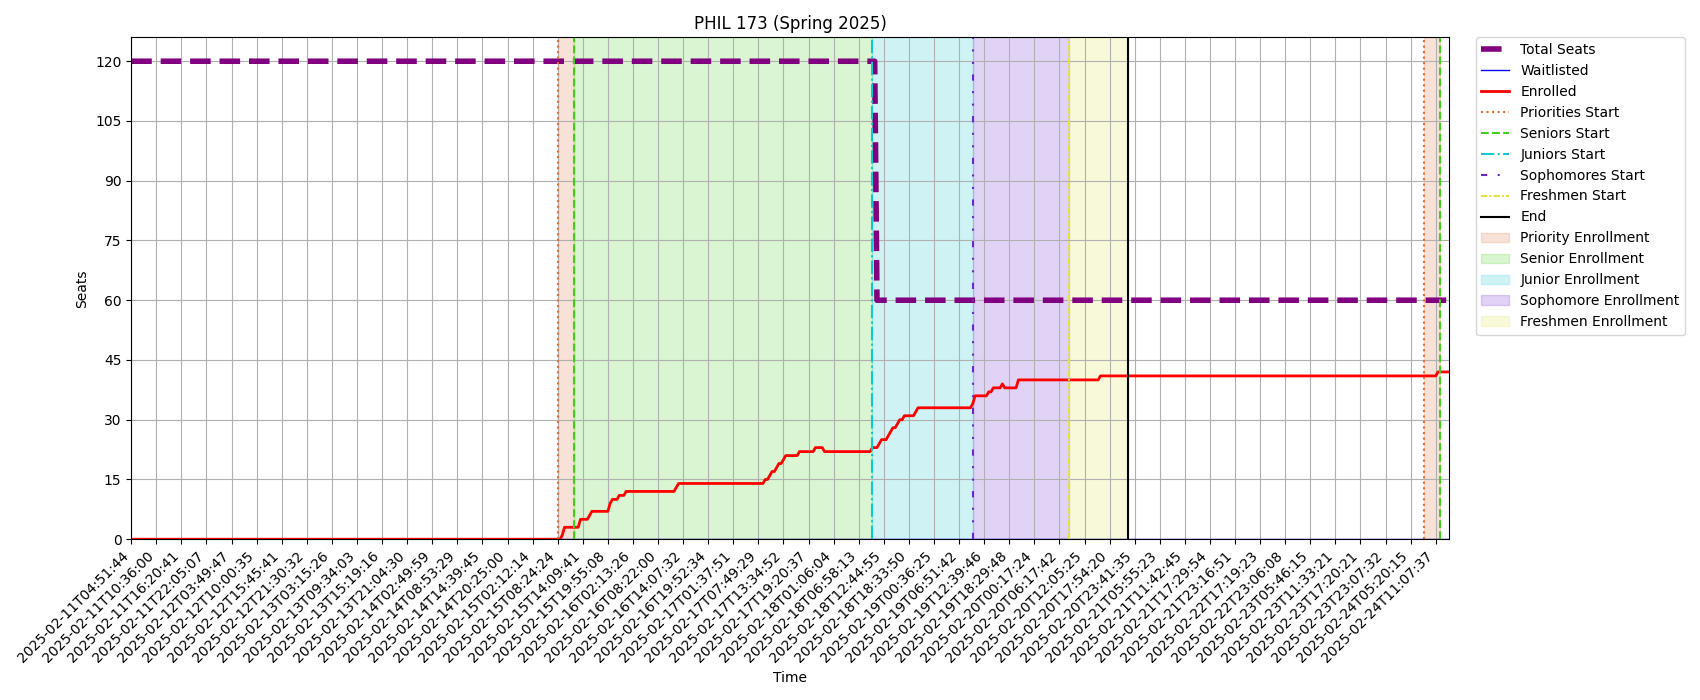 PHIL 173 (Spring 2025)
Seats
120
105
90
75
60
45
30
15
0
2025-02-11T04:51:44
2025-02-11T10:36:00
2025-02-11T16:20:41
2025-02-11T22:05:07
2025-02-12T03:49:47
2025-02-12T10:00:35
2025-02-12T15:45:41
2025-02-12T21:30:32
2025-02-13T03:15:26
2025-02-13T09:34:03
2025-02-13T15:19:16
2025-02-13T21:04:30
2025-02-14T02:49:59
2025-02-14T08:53:29
2025-02-14T14:39:45
2025-02-14T20:25:00
2025-02-15T02:12:14
2025-02-15T08:24:24
2025-02-15T14:09:41
2025-02-15T19:55:08
2025-02-16T02:13:26
2025-02-16T08:22:00
2025-02-16T14:07:32
2025-02-16T19:52:34
2025-02-17T01:37:51
2025-02-17T07:49:29
2025-02-17T13:34:52
2025-02-17T19:20:37
2025-02-18T01:06:04
2025-02-18T06:58:13
2025-02-18T12:44:55
2025-02-18T18:33:50
2025-02-19T00:36:25
2025-02-19T06:51:42
2025-02-19T12:39:46
2025-02-19T18:29:48
2025-02-20T00:17:24
2025-02-20T06:17:42
2025-02-20T12:05:25
2025-02-20T17:54:20
2025-02-20T23:41:35
2025-02-21T05:55:23
2025-02-21T11:42:45
2025-02-21T17:29:54
2025-02-21T23:16:51
2025-02-22T17:19:23
2025-02-22T23:06:08
2025-02-23T05:46:15
2025-02-23T11:33:21
2025-02-23T17:20:21
2025-02-23T23:07:32
2025-02-24T05:20:15
2025-02-24T11:07:37
Time
Total Seats
Waitlisted
Enrolled
Priorities Start
Seniors Start
Juniors Start
Sophomores Start
Freshmen Start
End
Priority Enrollment
Senior Enrollment
Junior Enrollment
Sophomore Enrollment
Freshmen Enrollment